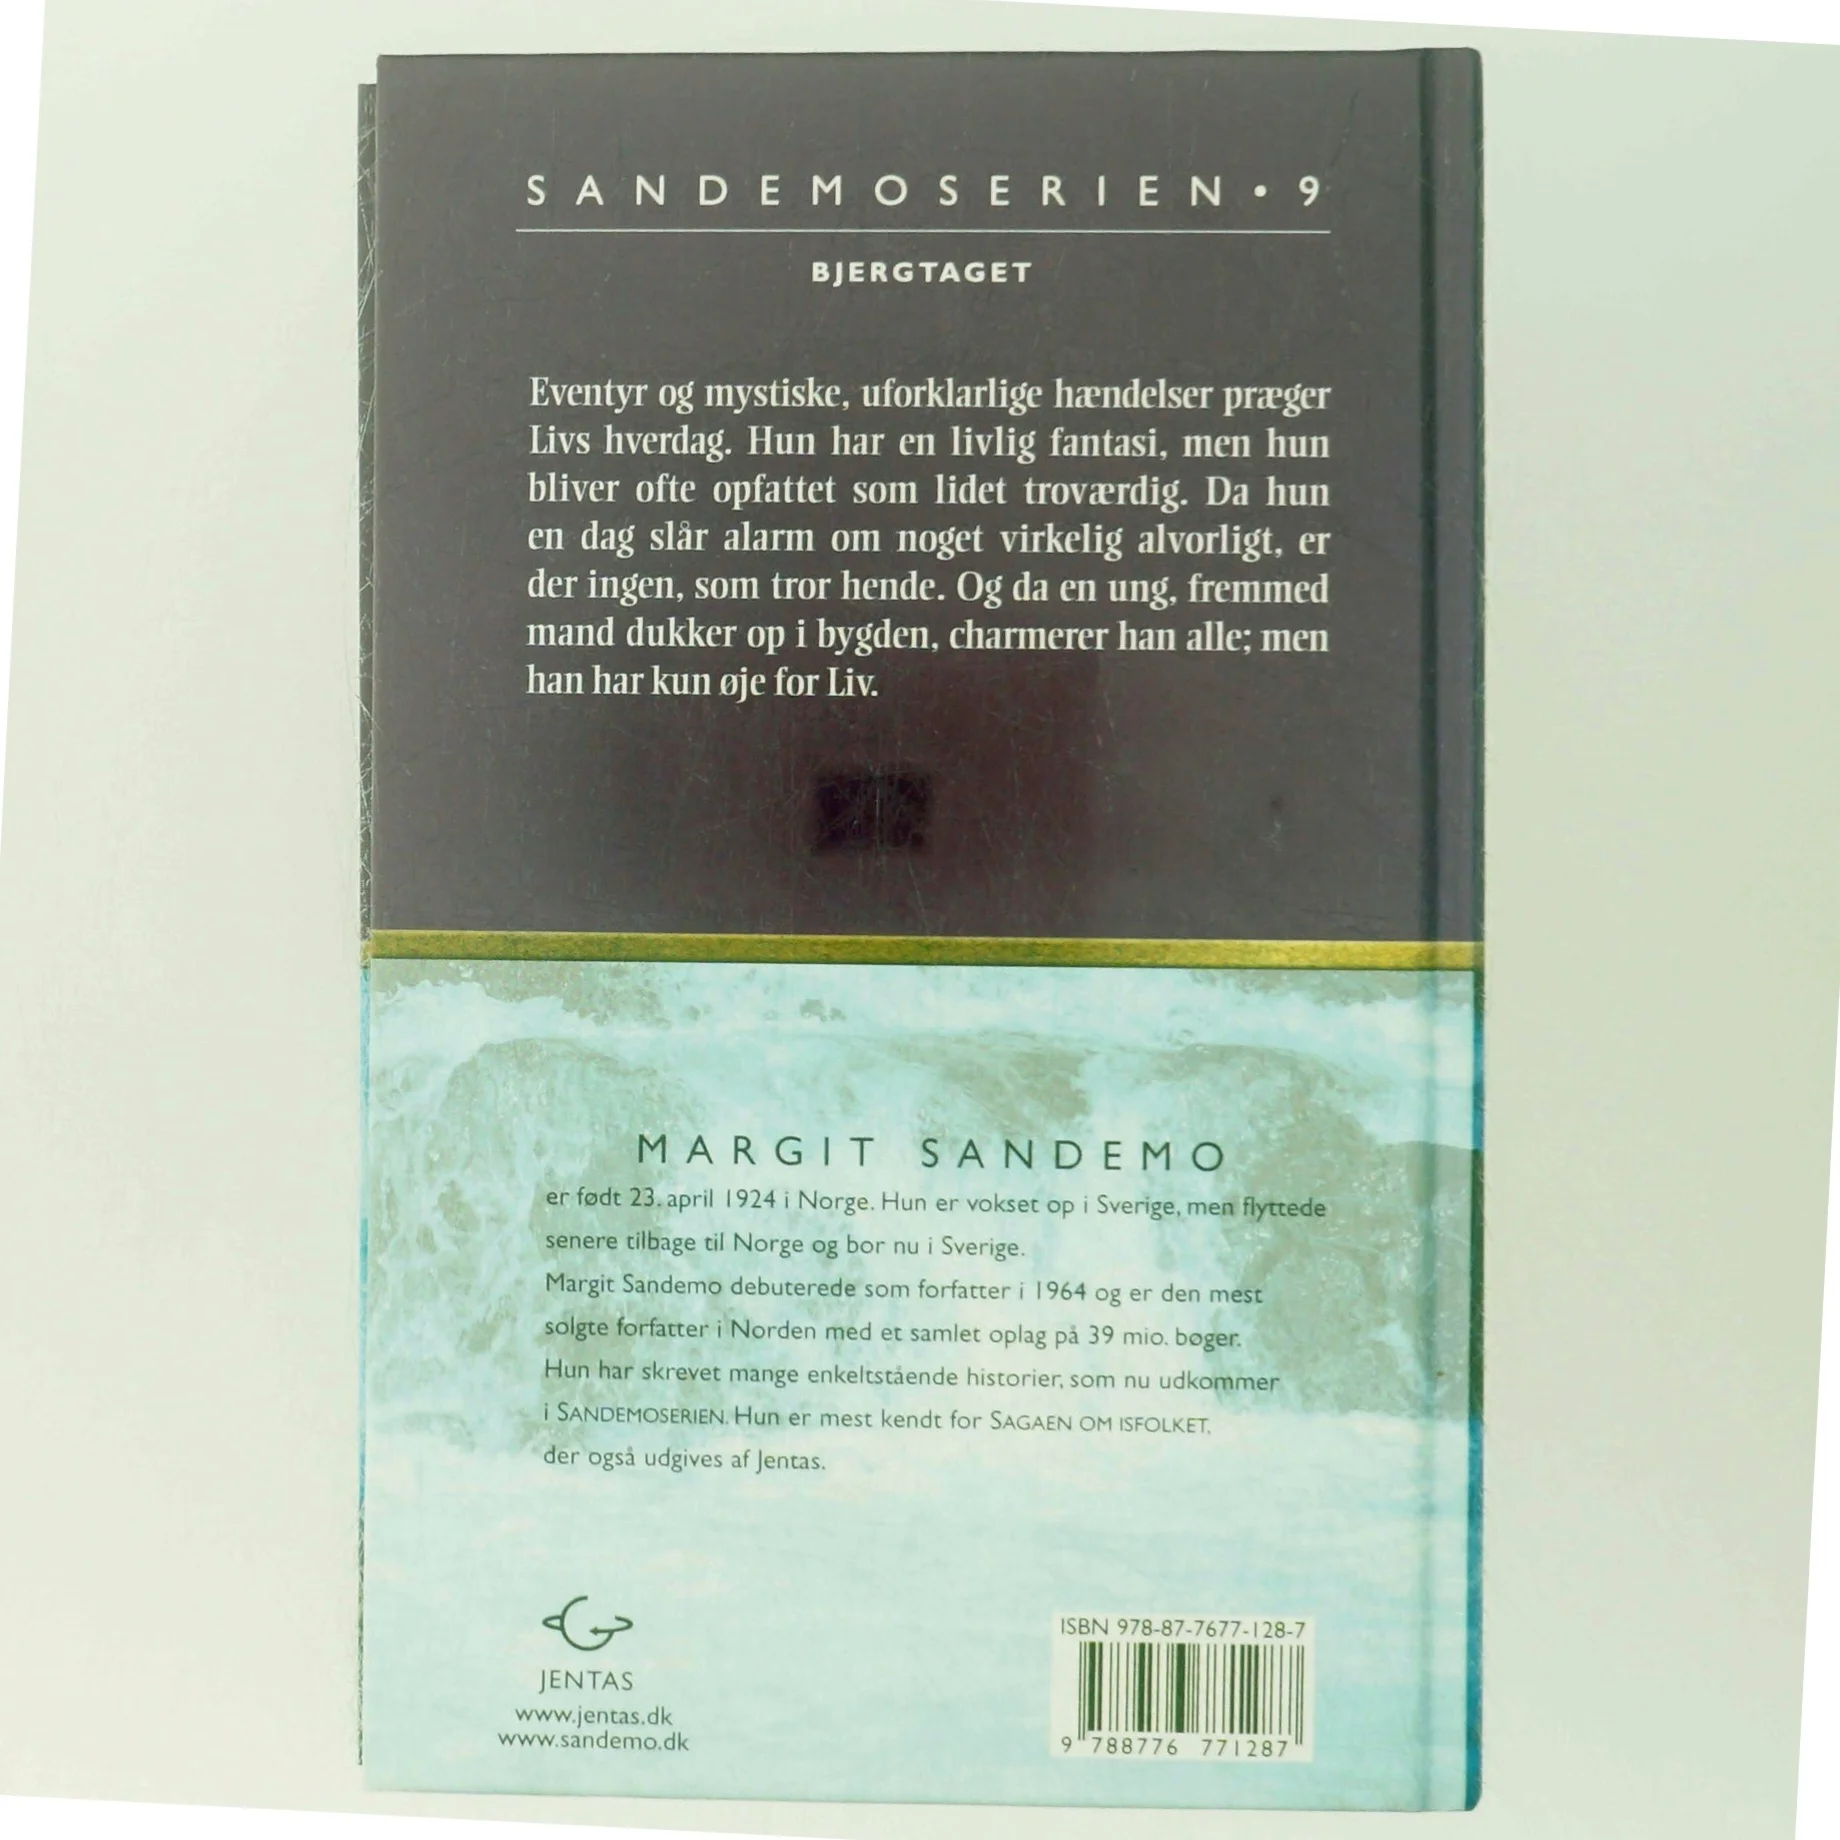 SANDEMOSERIEN • 9
BJERGTAGET
Eventyr og mystiske, uforklarlige hændelser præger
Livs hverdag. Hun har en livlig fantasi, men hun
bliver ofte opfattet som lidet troværdig. Da hun
en dag slår alarm om noget virkelig alvorligt, er
der ingen, som tror hende. Og da en ung, fremmed
mand dukker op i bygden, charmerer han alle; men
han har kun øje for Liv.
MARGIT SANDEMO
er født 23. april 1924 i Norge. Hun er vokset op i Sverige, men flyttede
senere tilbage til Norge og bor nu i Sverige.
Margit Sandemo debuterede som forfatter i 1964 og er den mest
solgte forfatter i Norden med et samlet oplag på 39 mio. bøger.
Hun har skrevet mange enkeltstående historier, som nu udkommer
i SANDEMOSERIEN. Hun er mest kendt for SAGAEN OM ISFOLKET,
der også udgives af Jentas.
JENTAS
www.jentas.dk
www.sandemo.dk
ISBN 978-87-7677-128-7
9 788776 771287